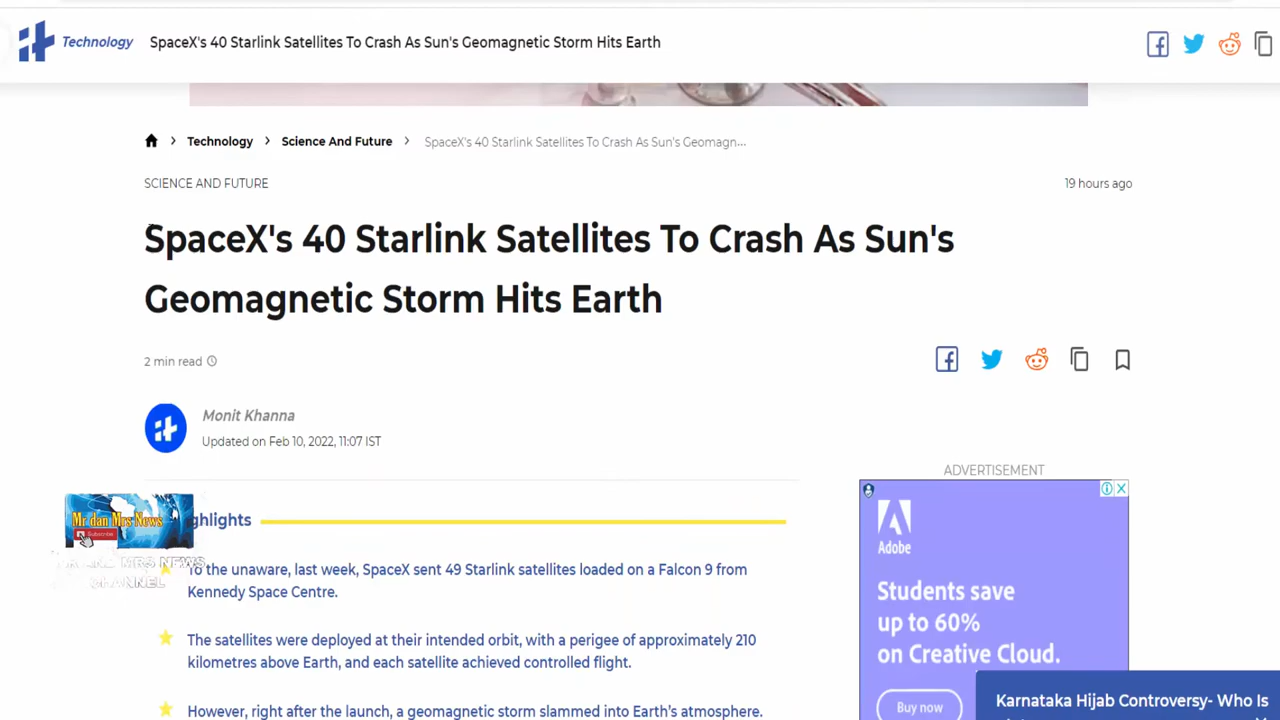 Technology SpaceX's 40 Starlink Satellites To Crash As Sun's Geomagnetic Storm Hits Earth
Technology > Science And Future > SpaceX's 40 Starlink Satellites To Crash As Sun's Geomagn...
SCIENCE AND FUTURE
19 hours ago
SpaceX's 40 Starlink Satellites To Crash As Sun's
Geomagnetic Storm Hits Earth
2 min read
Monit Khanna
Updated on Feb 10, 2022, 11:07 IST
ghlights
To the unaware, last week, SpaceX sent 49 Starlink satellites loaded on a Falcon 9 from
Kennedy Space Centre.
The satellites were deployed at their intended orbit, with a perigee of approximately 210
kilometres above Earth, and each satellite achieved controlled flight.
However, right after the launch, a geomagnetic storm slammed into Earth's atmosphere.
Mr dan Mrs News
Subscribe
MRS NEWS
CHANNEL
ADVERTISEMENT
Adobe
Students save
up to 60%
on Creative Cloud.
Buy now
Karnataka Hijab Controversy- Who Is